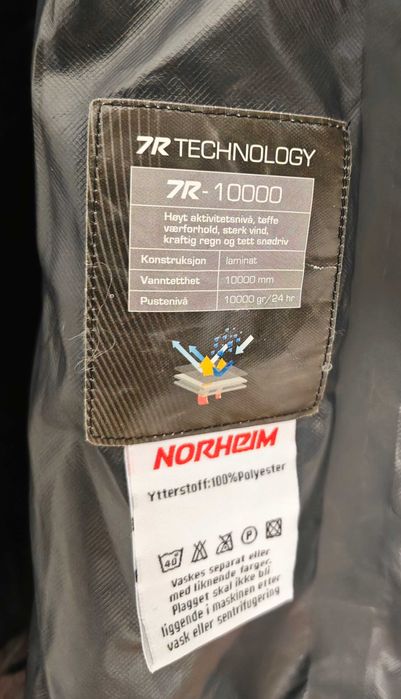 7R TECHNOLOGY
7R-10000
Høyt aktivitetsnivå, tøffe
værforhold, sterk vind,
kraftig regn og tett snødriv
Konstruksjon laminat
Vanntetthet 10000 mm
Pustenivå 10000 gr/24 hr
NORHEIM
Ytterstoff:100%Polyester
40 P
Vaskes separat eller
med liknende farger.
Plagget skal ikke bli
liggende i maskinen etter
vask eller sentrifugering